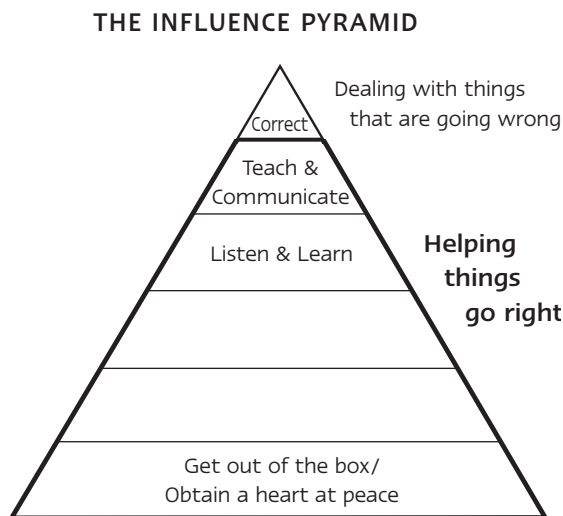 THE INFLUENCE PYRAMID
Dealing with things
that are going wrong
Correct
Teach &
Communicate
Listen & Learn
Helping
things
go right
Get out of the box/
Obtain a heart at peace